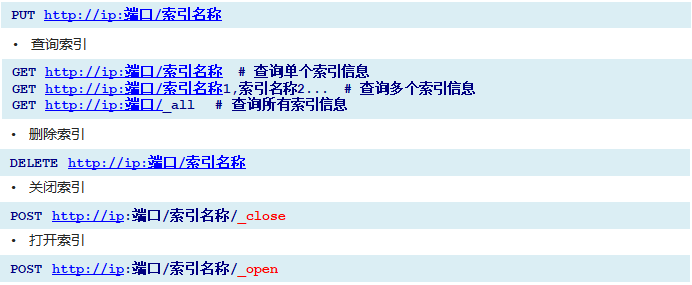 PUT http://ip:端口/索引名称
• 查询索引
GET http://ip:端口/索引名称 # 查询单个索引信息
GET http://ip:端口/索引名称1,索引名称2... # 查询多个索引信息
GET http://ip:端口/_all # 查询所有索引信息
• 删除索引
DELETE http://ip:端口/索引名称
• 关闭索引
POST http://ip:端口/索引名称/_close
• 打开索引
POST http://ip:端口/索引名称/_open